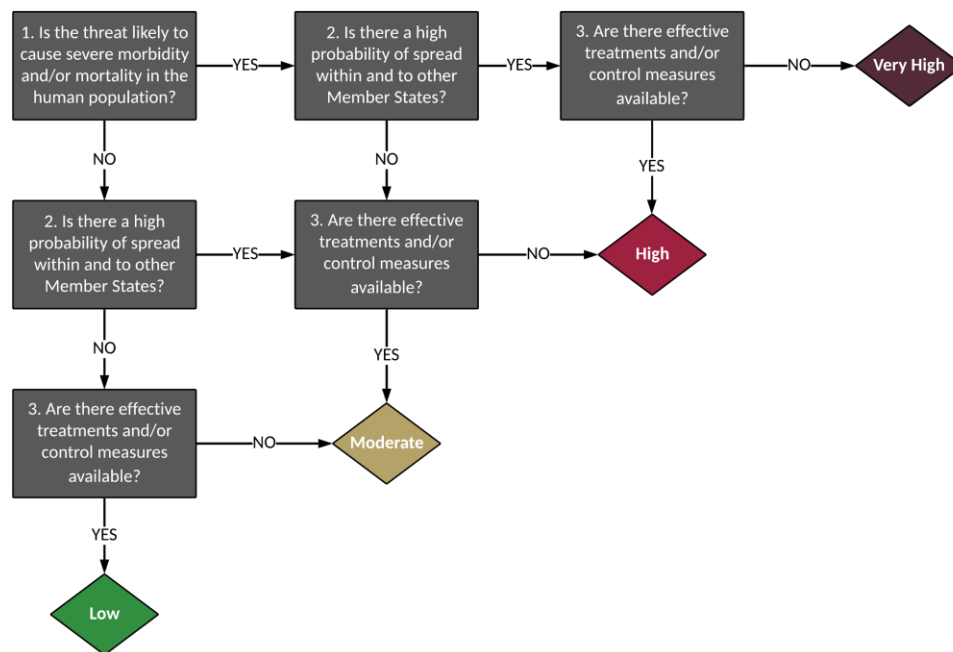 1. Is the threat likely to
cause severe morbidity
and/or mortality in the
human population?
YES
2. Is there a high
probability of spread
within and to other
Member States?
YES
3. Are there effective
treatments and/or
control measures
available?
NO
Very High
NO
NO
YES
2. Is there a high
probability of spread
within and to other
Member States?
YES
3. Are there effective
treatments and/or
control measures
available?
NO
High
NO
YES
3. Are there effective
treatments and/or
control measures
available?
NO
Moderate
YES
Low